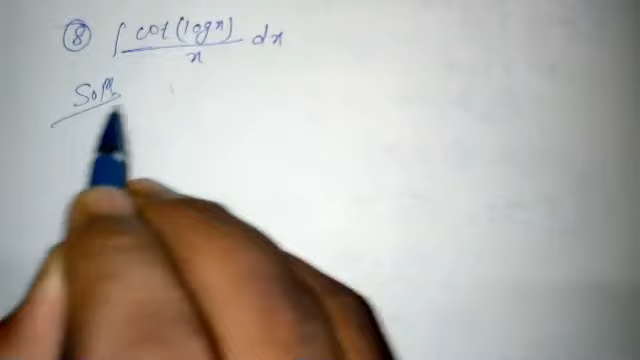 ⑧ ∫ cot(logx)/x dx
Soln